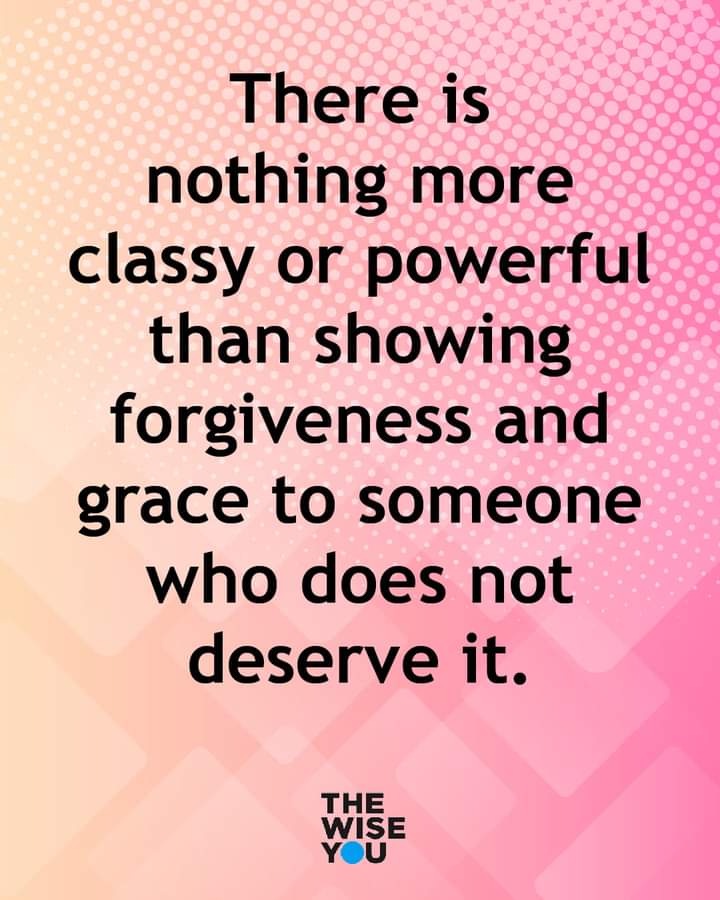 There is
nothing more
classy or powerful
than showing
forgiveness and
grace to someone
who does not
deserve it.
THE
WISE
YOU